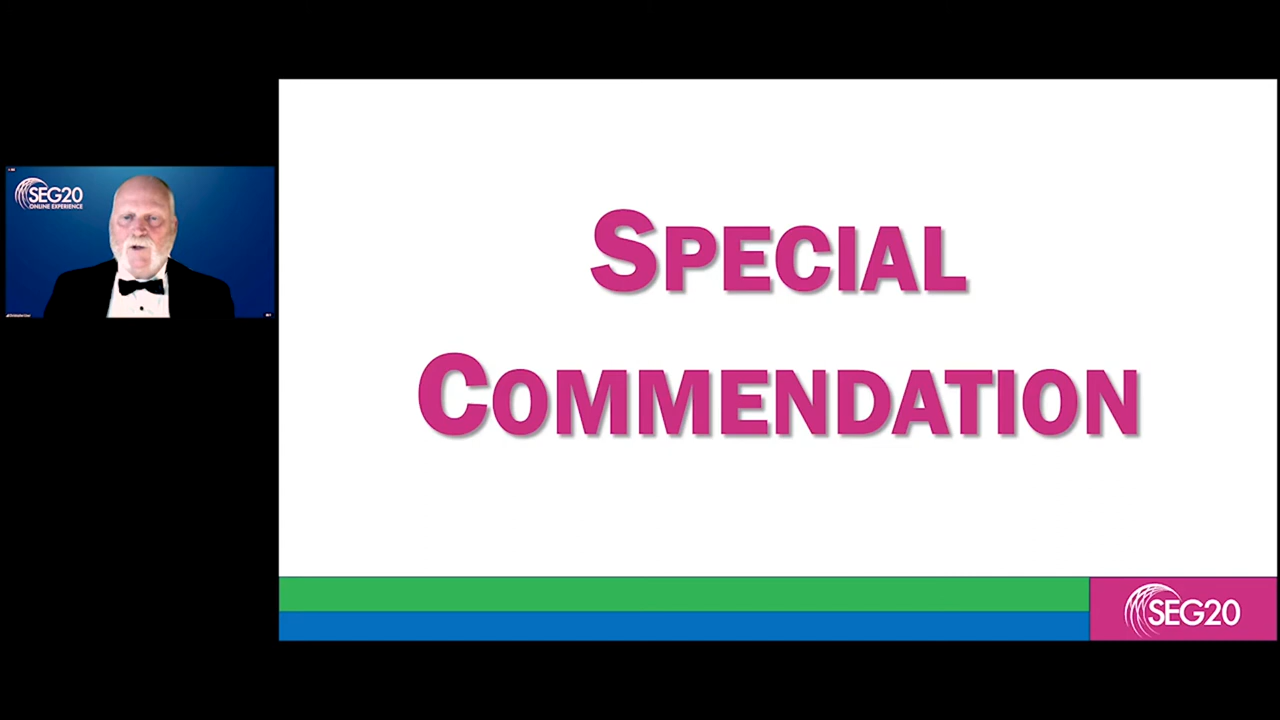 SEG20
ONLINE EXPERIENCE
SPECIAL
COMMENDATION
SEG20